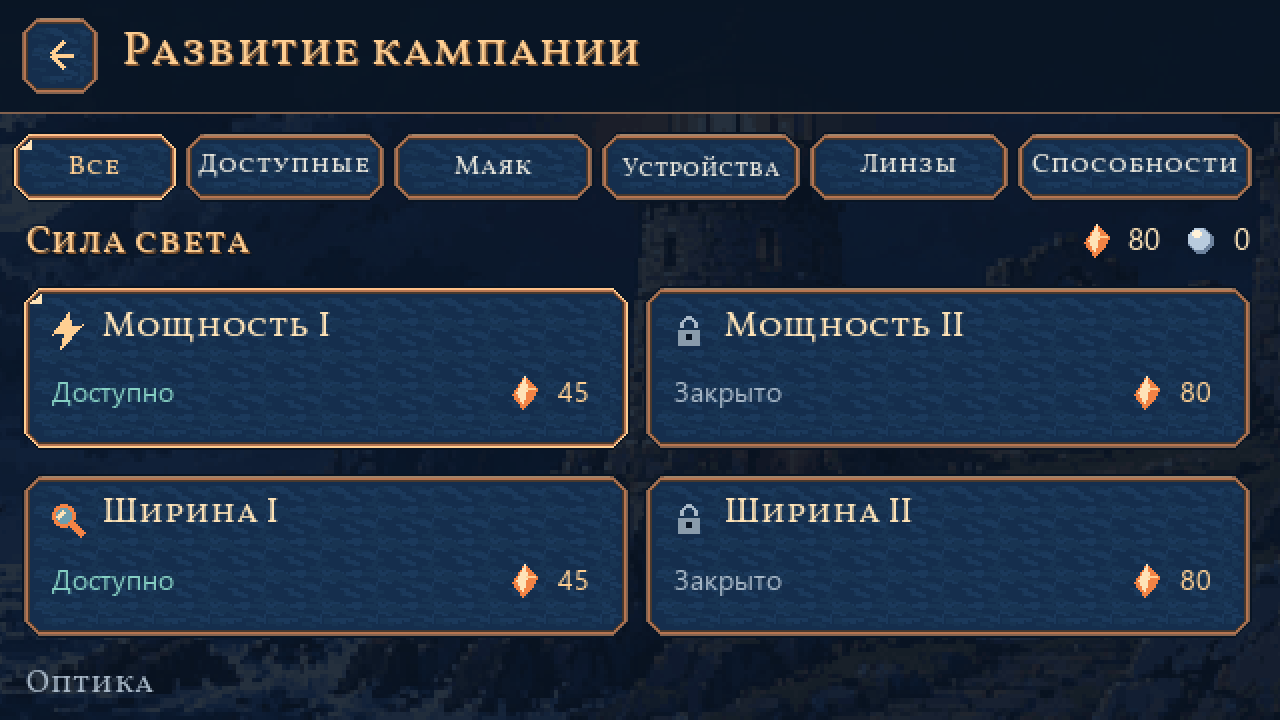 Развитие кампании
Все Доступные Маяк Устройства Линзы Способности
Сила света 80 0
Мощность I Мощность II
Доступно 45 Закрыто 80
Ширина I Ширина II
Доступно 45 Закрыто 80
Оптика